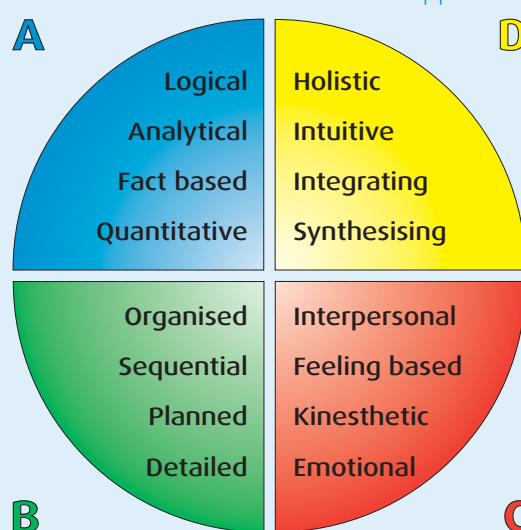 A
Logical
Analytical
Fact based
Quantitative
D
Holistic
Intuitive
Integrating
Synthesising
B
Organised
Sequential
Planned
Detailed
C
Interpersonal
Feeling based
Kinesthetic
Emotional